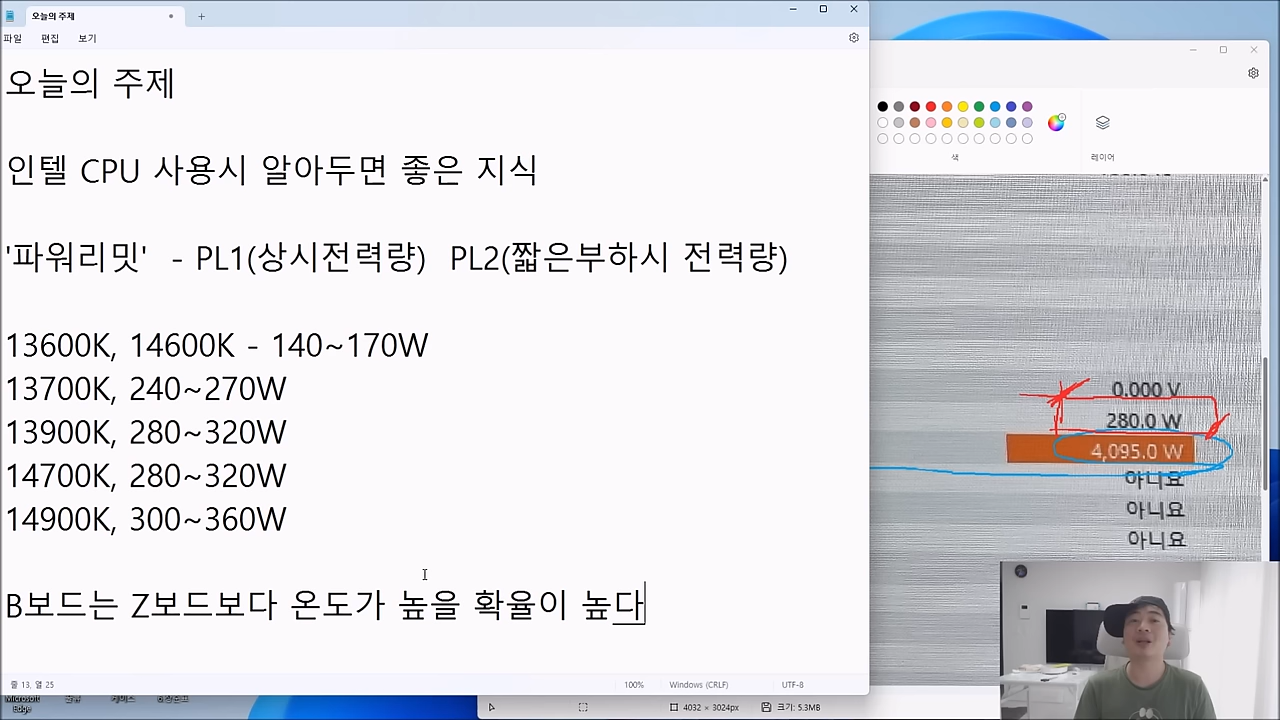 오늘의 주제
파일 편집 보기
오늘의 주제
인텔 CPU 사용시 알아두면 좋은 지식
'파워리밋' - PL1(상시전력량) PL2(짧은부하시 전력량)
13600K, 14600K - 140~170W
13700K, 240~270W
13900K, 280~320W
14700K, 280~320W
14900K, 300~360W
B보드는 Z보드보다 온도가 높을 확률이 높다
줄 13, 열 25
100%
Windows (CRLF)
UTF-8
색
레이어
0.000 V
280.0 W
4,095.0 W
아니요
아니요
아니요
Microsoft
Edge
케이스
4032 × 3024px
크기: 5.3MB